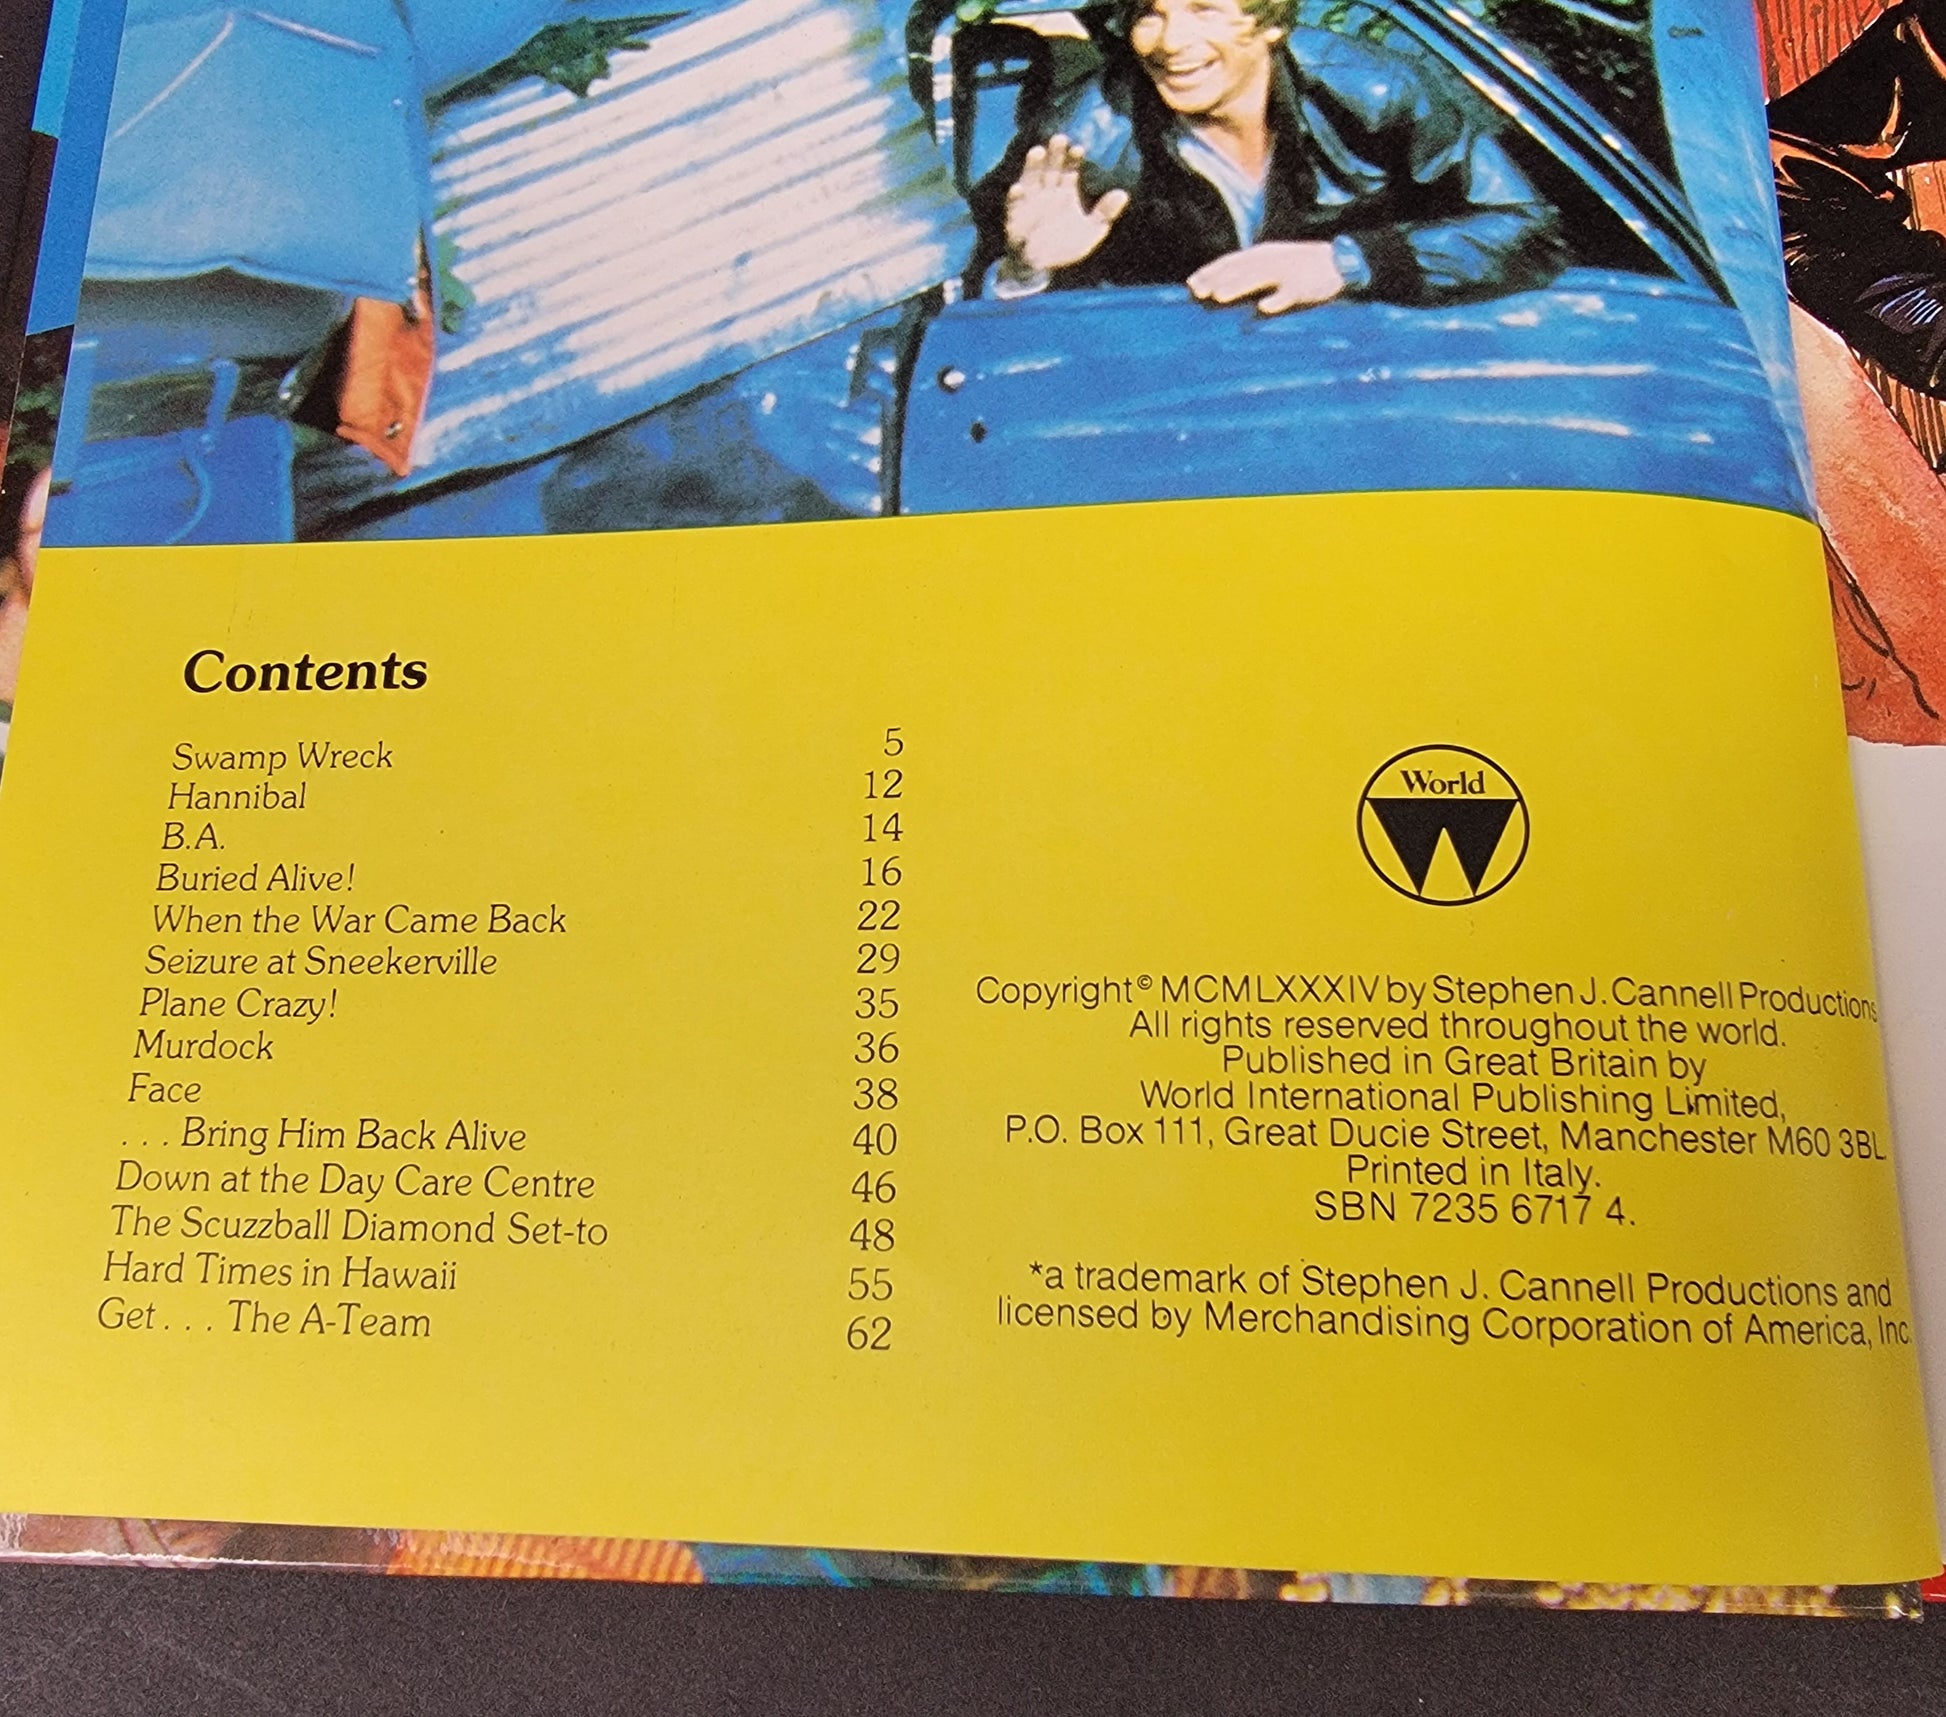 Contents
Swamp Wreck 5
Hannibal 12
B.A. 14
Buried Alive! 16
When the War Came Back 22
Seizure at Sneekerville 29
Plane Crazy! 35
Murdock 36
Face 38
. . . Bring Him Back Alive 40
Down at the Day Care Centre 46
The Scuzzball Diamond Set-to 48
Hard Times in Hawaii 55
Get . . . The A-Team 62
World
Copyright © MCMLXXXIV by Stephen J. Cannell Productions
All rights reserved throughout the world.
Published in Great Britain by
World International Publishing Limited,
P.O. Box 111, Great Ducie Street, Manchester M60 3BL
Printed in Italy.
SBN 7235 6717 4.
*a trademark of Stephen J. Cannell Productions and
licensed by Merchandising Corporation of America, Inc.